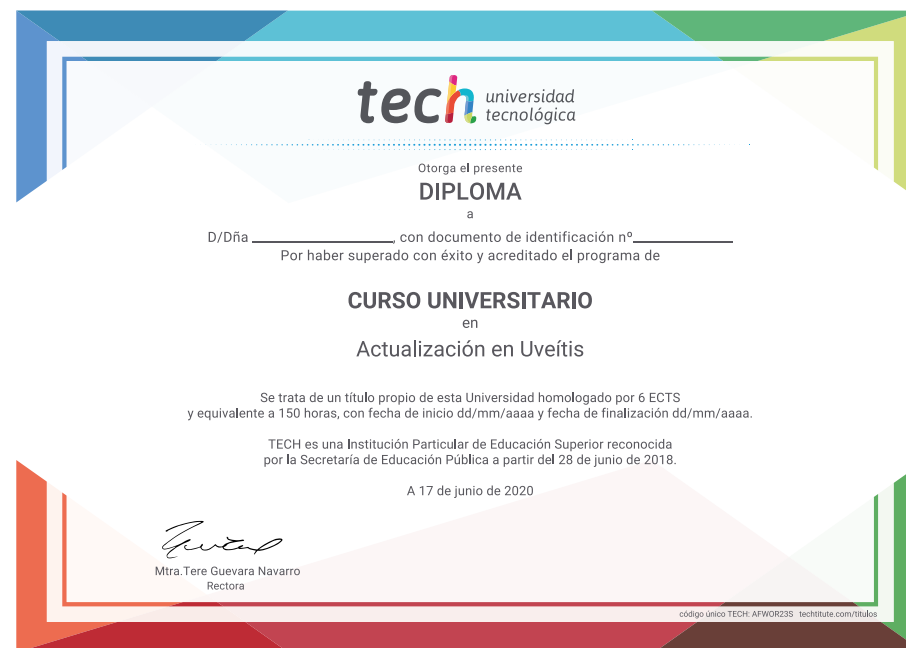 tech universidad
tecnológica
Otorga el presente
DIPLOMA
a
D/Dña ____________________, con documento de identificación nº______________
Por haber superado con éxito y acreditado el programa de
CURSO UNIVERSITARIO
en
Actualización en Uveítis
Se trata de un título propio de esta Universidad homologado por 6 ECTS
y equivalente a 150 horas, con fecha de inicio dd/mm/aaaa y fecha de finalización dd/mm/aaaa.
TECH es una Institución Particular de Educación Superior reconocida
por la Secretaría de Educación Pública a partir del 28 de junio de 2018.
A 17 de junio de 2020
Mtra.Tere Guevara Navarro
Rectora
código único TECH: AFWOR23S techtitute.com/titulos